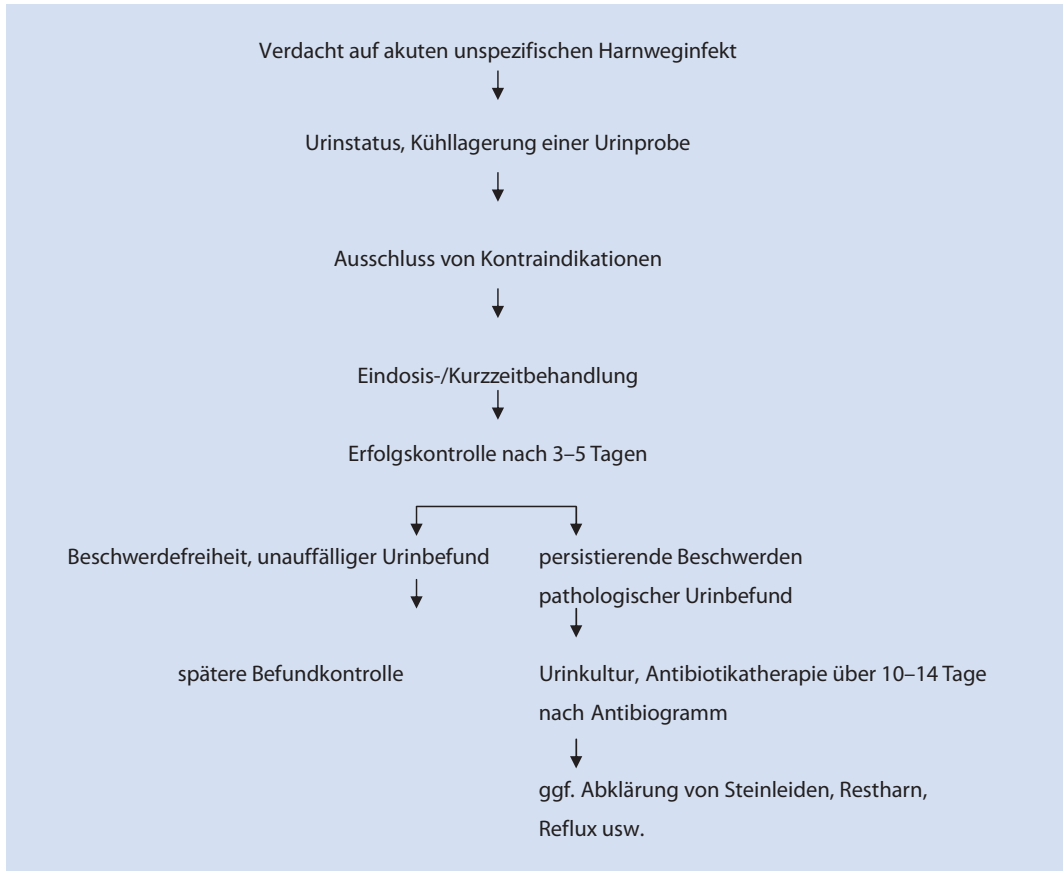 Verdacht auf akuten unspezifischen Harnweginfekt
Urinstatus, Kühllagerung einer Urinprobe
Ausschluss von Kontraindikationen
Eindosis-/Kurzzeitbehandlung
Erfolgskontrolle nach 3–5 Tagen
Beschwerdefreiheit, unauffälliger Urinbefund
spätere Befundkontrolle
persistierende Beschwerden
pathologischer Urinbefund
Urinkultur, Antibiotikatherapie über 10–14 Tage
nach Antibiogramm
ggf. Abklärung von Steinleiden, Restharn,
Reflux usw.